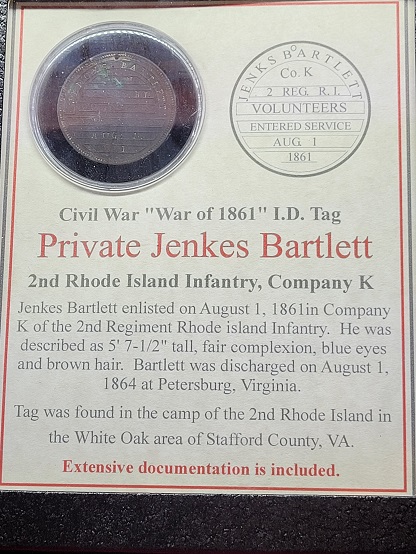 JENKS BARTLETT
Co. K
2 REG. R.I.
VOLUNTEERS
ENTERED SERVICE
AUG 1
1861
Civil War "War of 1861" I.D. Tag
Private Jenkes Bartlett
2nd Rhode Island Infantry, Company K
Jenkes Bartlett enlisted on August 1, 1861in Company
K of the 2nd Regiment Rhode island Infantry. He was
described as 5' 7-1/2" tall, fair complexion, blue eyes
and brown hair. Bartlett was discharged on August 1,
1864 at Petersburg, Virginia.
Tag was found in the camp of the 2nd Rhode Island in
the White Oak area of Stafford County, VA.
Extensive documentation is included.